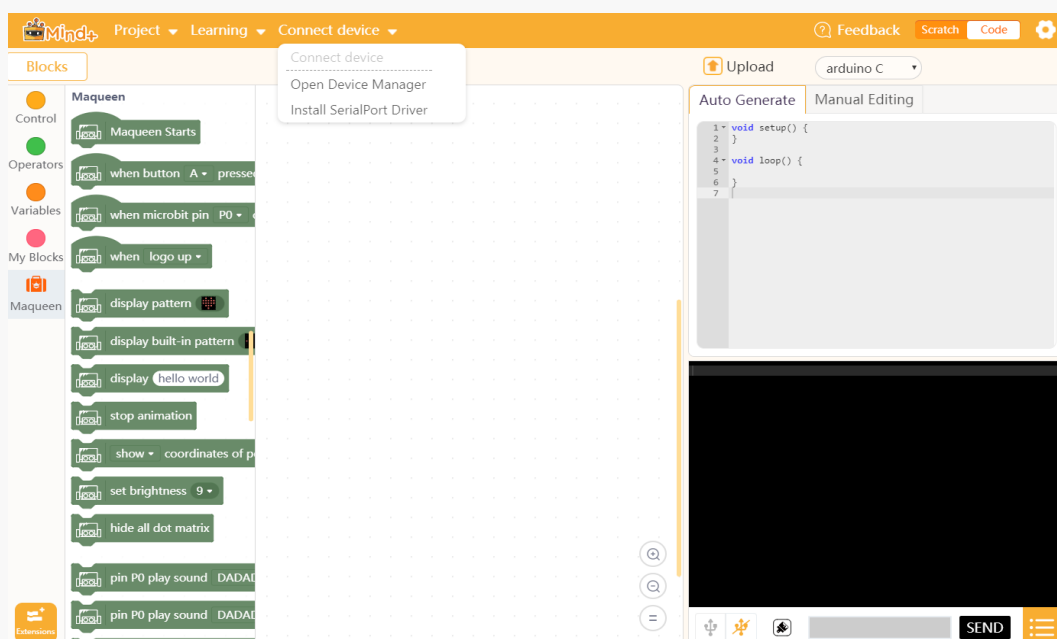 Mind+ Project Learning Connect device Feedback Scratch Code
Connect device
Open Device Manager
Install SerialPort Driver
Blocks
Upload arduino C
Auto Generate Manual Editing
Control
Operators
Variables
My Blocks
Maqueen
Maqueen
Maqueen Starts
when button A pressed
when microbit pin P0
when logo up
display pattern
display built-in pattern
display hello world
stop animation
show coordinates of p
set brightness 9
hide all dot matrix
pin P0 play sound DADAD
pin P0 play sound DADAD
Extensions
1 void setup() {
2 }
3
4 void loop() {
5
6 }
7
=
SEND